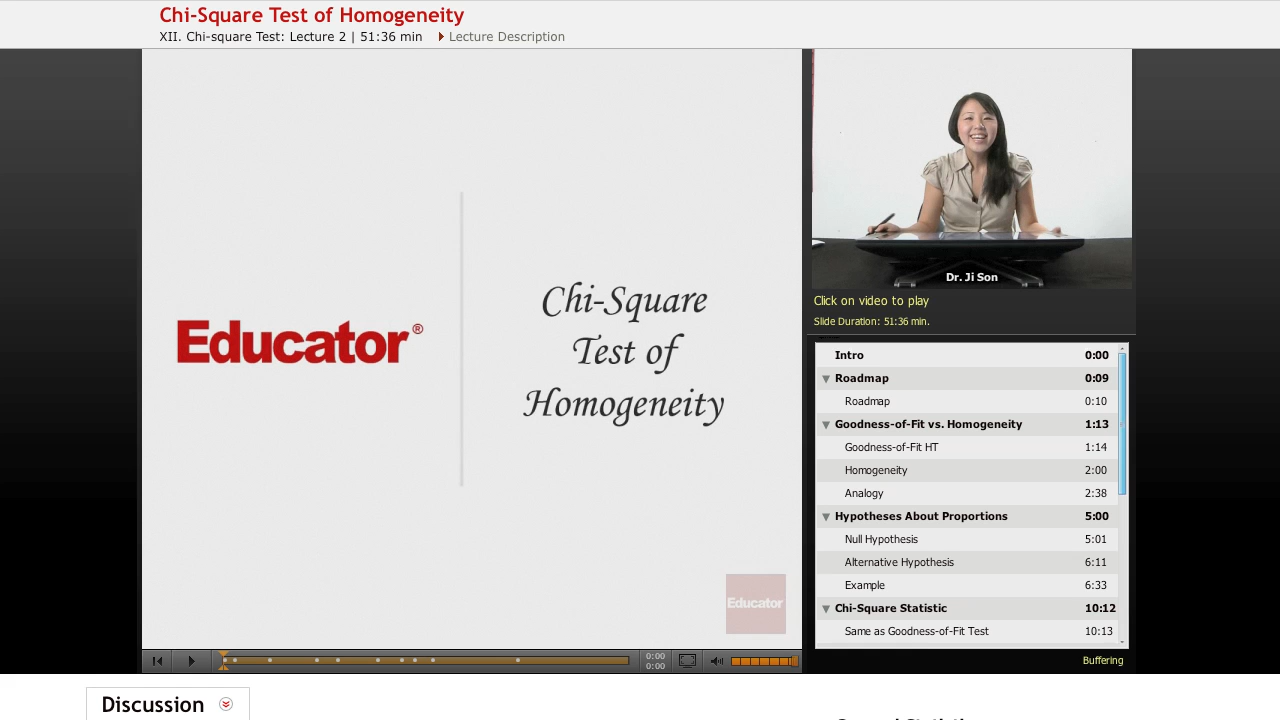 Chi-Square Test of Homogeneity
XII. Chi-square Test: Lecture 2 | 51:36 min
Lecture Description
Educator®
Chi-Square
Test of
Homogeneity
Educator
Dr. Ji Son
Click on video to play
Slide Duration: 51:36 min.
Intro 0:00
Roadmap 0:09
Roadmap 0:10
Goodness-of-Fit vs. Homogeneity 1:13
Goodness-of-Fit HT 1:14
Homogeneity 2:00
Analogy 2:38
Hypotheses About Proportions 5:00
Null Hypothesis 5:01
Alternative Hypothesis 6:11
Example 6:33
Chi-Square Statistic 10:12
Same as Goodness-of-Fit Test 10:13
0:00
0:00
Buffering
Discussion